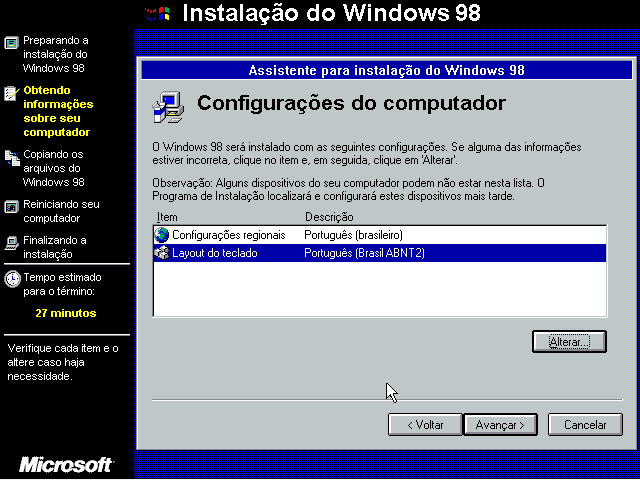 Instalação do Windows 98
Preparando a
instalação do
Windows 98
Obtendo
informações
sobre seu
computador
Copiando os
arquivos do
Windows 98
Reiniciando seu
computador
Finalizando a
instalação
Tempo estimado
para o término:
27 minutos
Verifique cada item e o
altere caso haja
necessidade.
Microsoft
Assistente para instalação do Windows 98
Configurações do computador
O Windows 98 será instalado com as seguintes configurações. Se alguma das informações
estiver incorreta, clique no item e, em seguida, clique em 'Alterar'.
Observação: Alguns dispositivos do seu computador podem não estar nesta lista. O
Programa de Instalação localizará e configurará estes dispositivos mais tarde.
Item Descrição
Configurações regionais Português (brasileiro)
Layout do teclado Português (Brasil ABNT2)
Alterar...
< Voltar Avançar > Cancelar